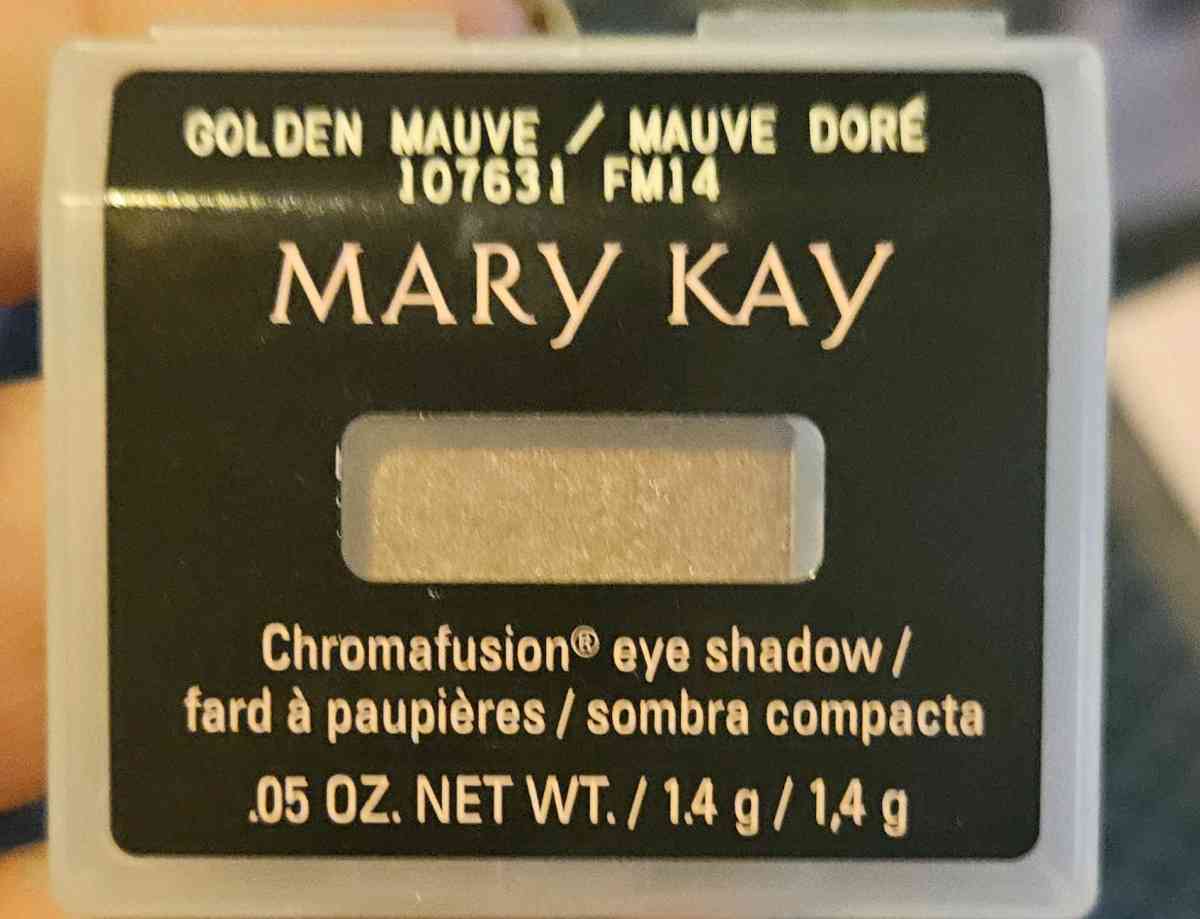 GOLDEN MAUVE / MAUVE DORÉ
107631 FM14
MARY KAY
Chromafusion® eye shadow /
fard à paupières / sombra compacta
.05 OZ. NET WT. / 1.4 g / 1,4 g